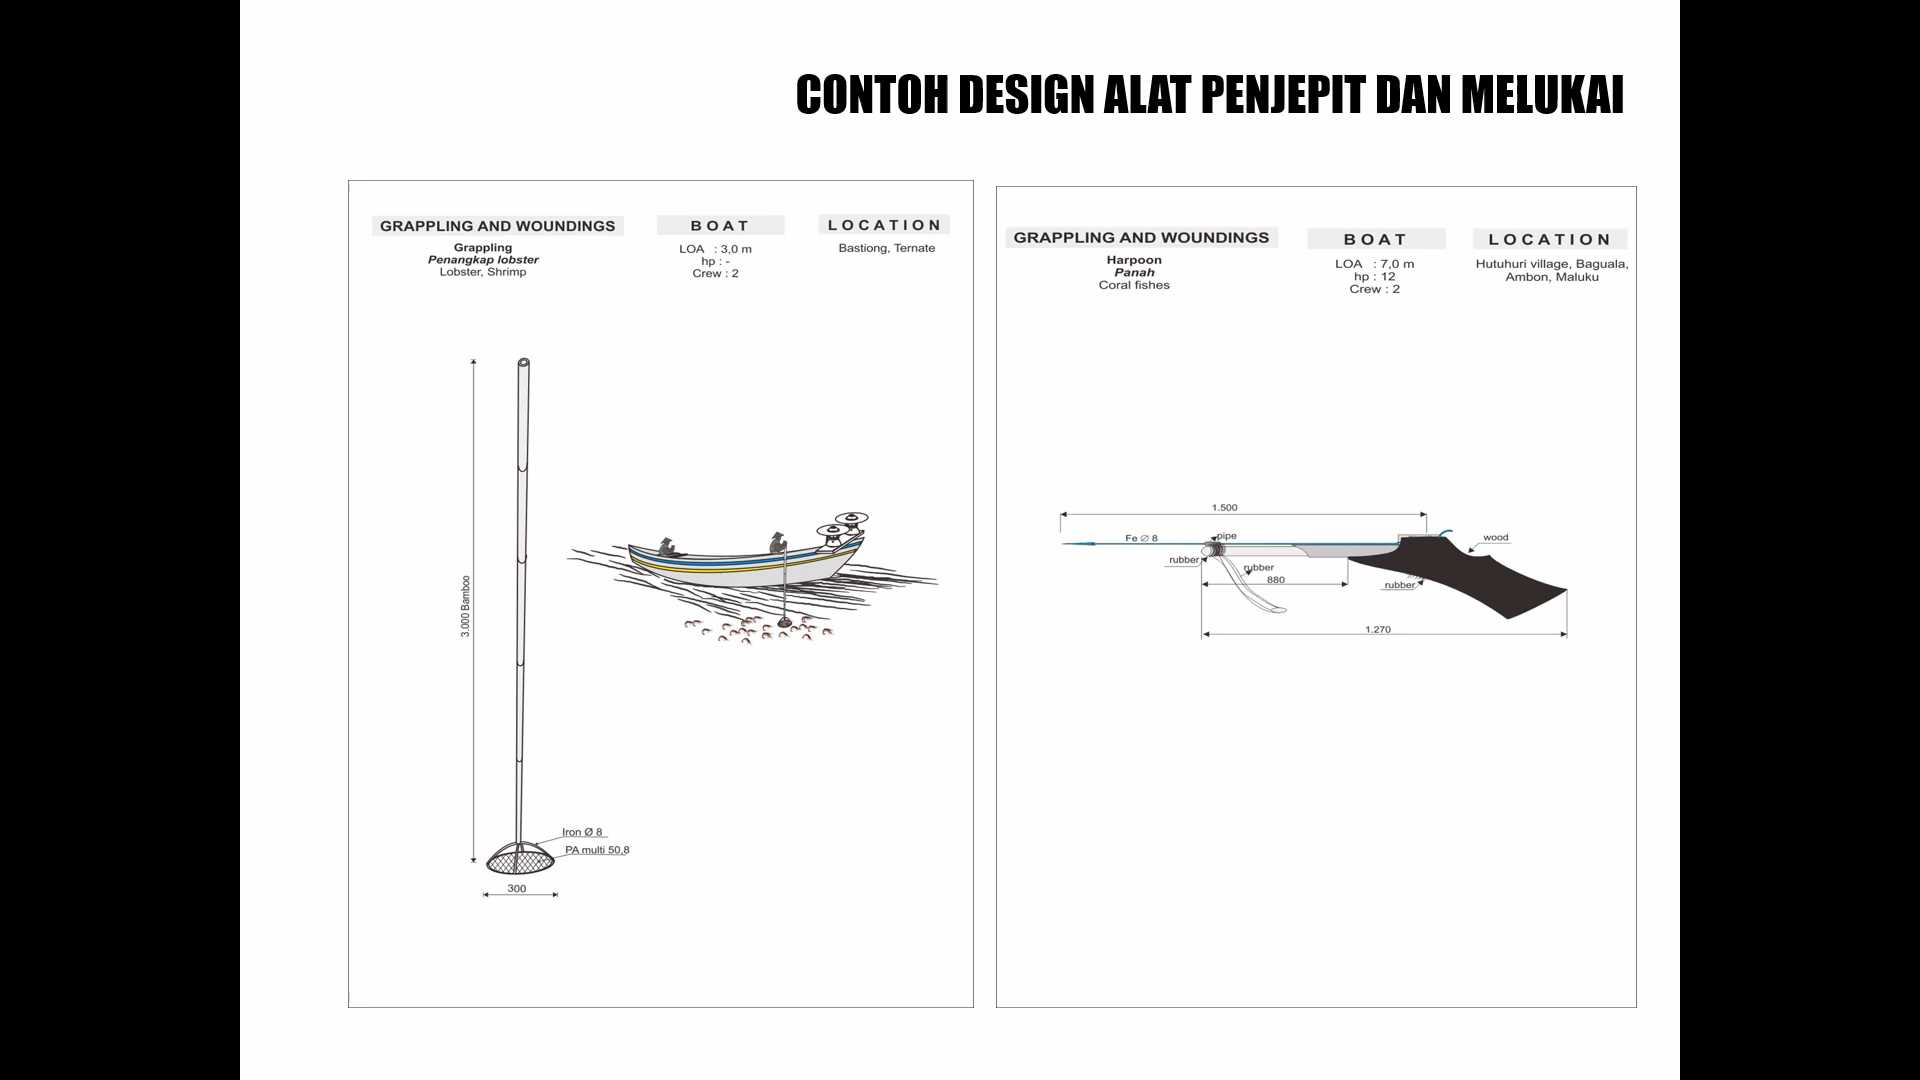 CONTOH DESIGN ALAT PENJEPIT DAN MELUKAI
GRAPPLING AND WOUNDINGS
Grappling
Penangkap lobster
Lobster, Shrimp
BOAT
LOA : 3,0 m
hp : -
Crew : 2
LOCATION
Bastiong, Ternate
3.000 Bamboo
Iron Ø 8
PA multi 50,8
300
GRAPPLING AND WOUNDINGS
Harpoon
Panah
Coral fishes
BOAT
LOA : 7,0 m
hp : 12
Crew : 2
LOCATION
Hutuhuri village, Baguala,
Ambon, Maluku
1.500
Fe Ø 8
pipe
wood
rubber
rubber
880
rubber
1.270